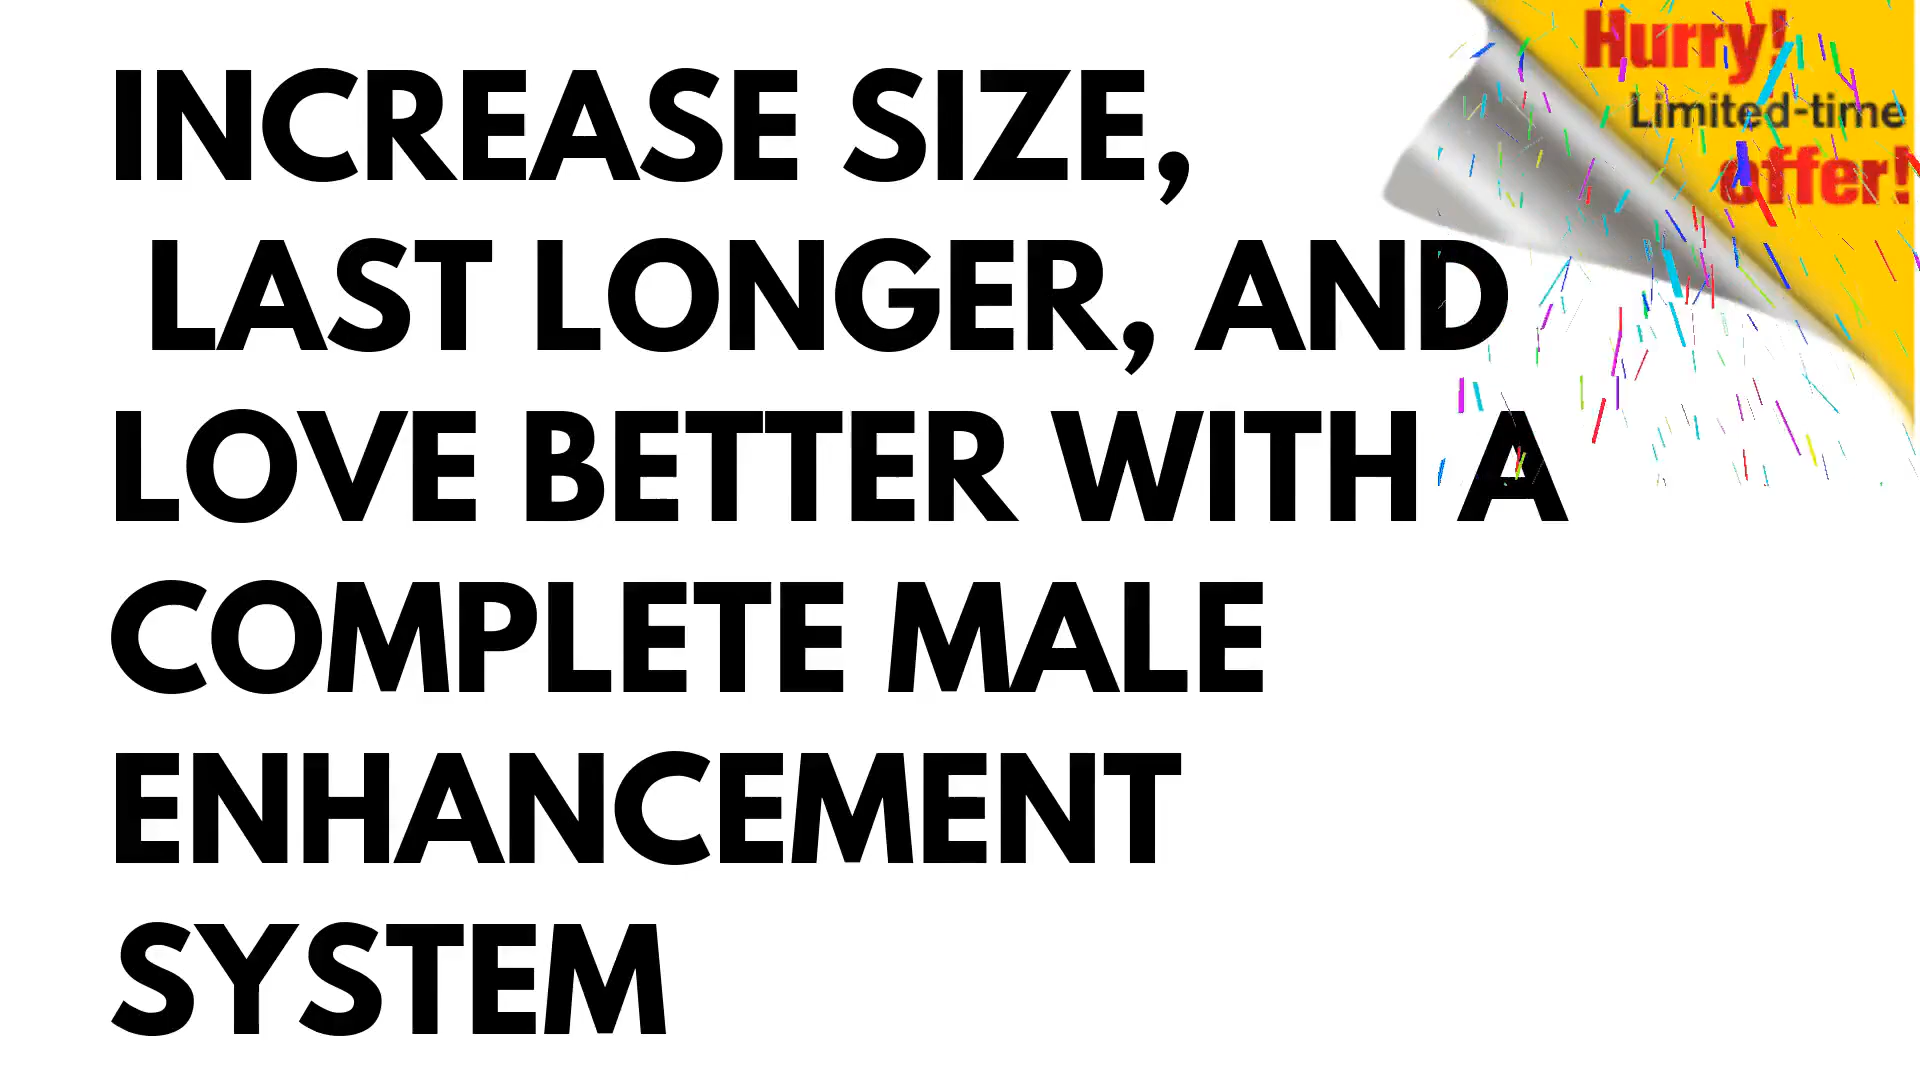 Hurry!
Limited-time
offer!
INCREASE SIZE,
LAST LONGER, AND
LOVE BETTER WITH A
COMPLETE MALE
ENHANCEMENT
SYSTEM